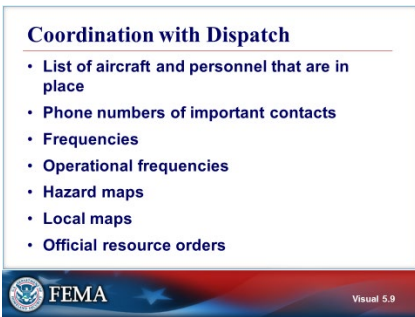 Coordination with Dispatch
• List of aircraft and personnel that are in
place
• Phone numbers of important contacts
• Frequencies
• Operational frequencies
• Hazard maps
• Local maps
• Official resource orders
FEMA
Visual 5.9